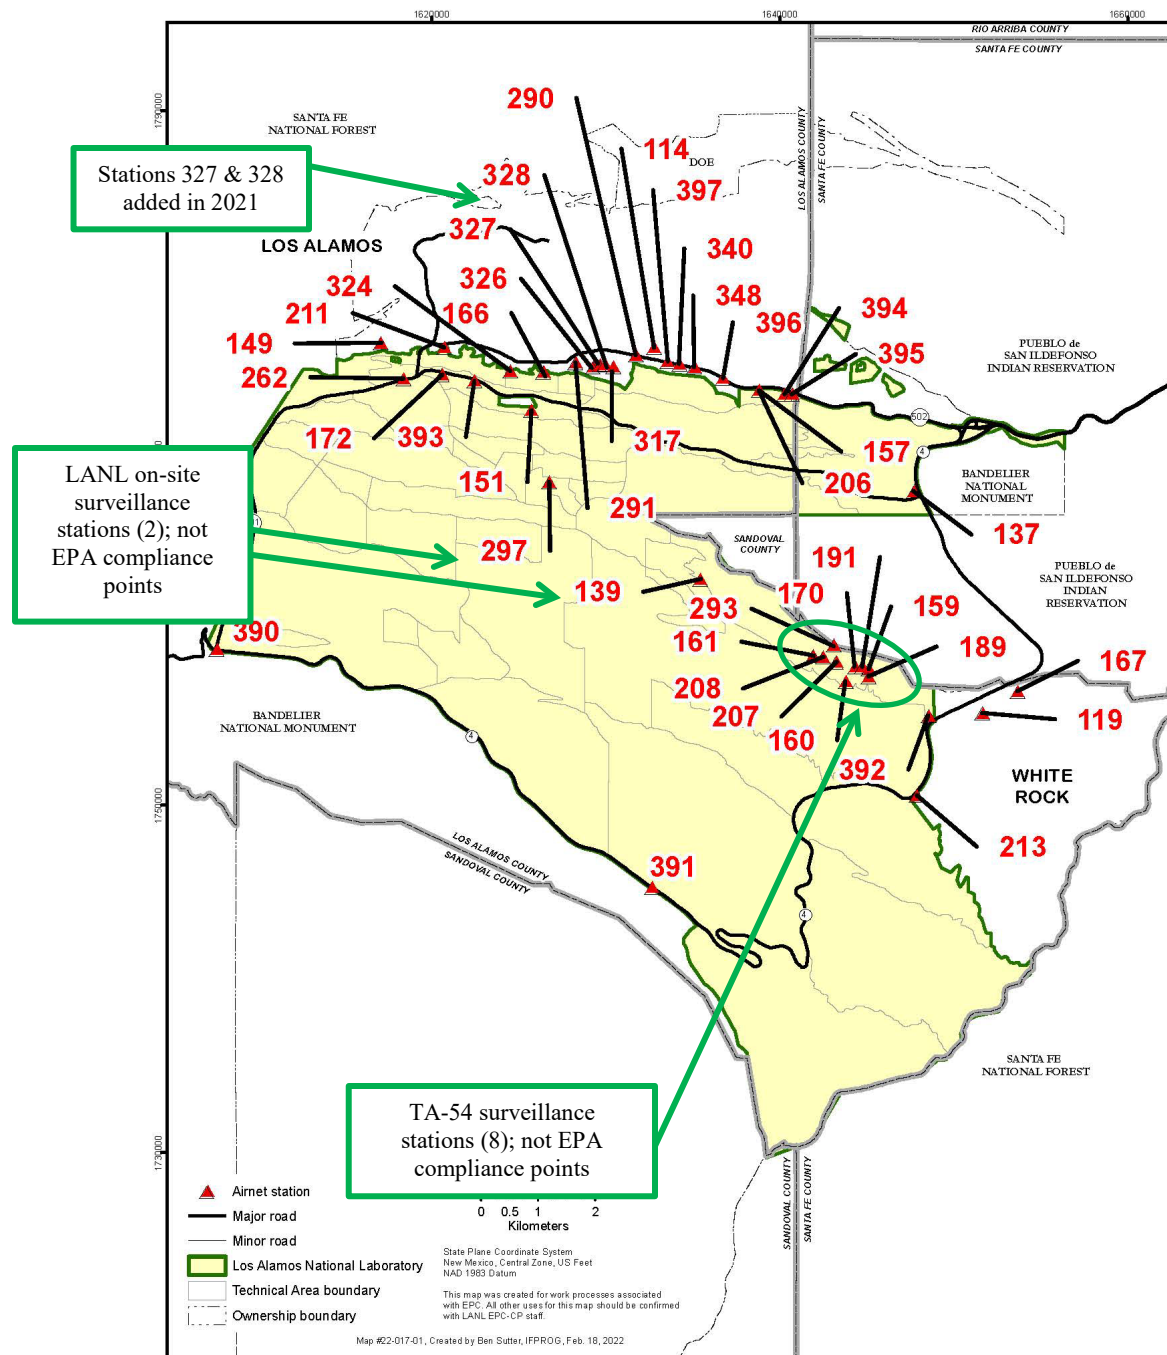 1620000
1640000
1660000
RIO ARRIBA COUNTY
SANTA FE COUNTY
1790000
SANTA FE
NATIONAL FOREST
290
114
DOE
LOS ALAMOS COUNTY
SANTA FE COUNTY
Stations 327 & 328
added in 2021
328
397
327
LOS ALAMOS
340
326
324
348
394
211
166
396
149
395
PUEBLO de
SAN ILDEFONSO
INDIAN RESERVATION
262
502
172
393
317
157
4
LANL on-site
surveillance
stations (2); not
EPA compliance
points
151
206
BANDELIER
NATIONAL
MONUMENT
291
137
297
SANDOVAL
COUNTY
191
PUEBLO de
SAN ILDEFONSO
INDIAN
RESERVATION
139
170
293
159
390
161
189
167
208
207
119
BANDELIER
NATIONAL MONUMENT
4
160
392
WHITE
ROCK
1750000
LOS ALAMOS COUNTY
SANDOVAL COUNTY
213
391
4
SANTA FE
NATIONAL FOREST
TA-54 surveillance
stations (8); not EPA
compliance points
1730000
SANDOVAL COUNTY
SANTA FE COUNTY
Airnet station
Major road
Minor road
Los Alamos National Laboratory
Technical Area boundary
Ownership boundary
0 0.5 1 2
Kilometers
State Plane Coordinate System
New Mexico, Central Zone, US Feet
NAD 1983 Datum
This map was created for work processes associated
with EPC. All other uses for this map should be confirmed
with LANL EPC-CP staff.
Map #22-017-01, Created by Ben Sutter, IFPROG, Feb. 18, 2022